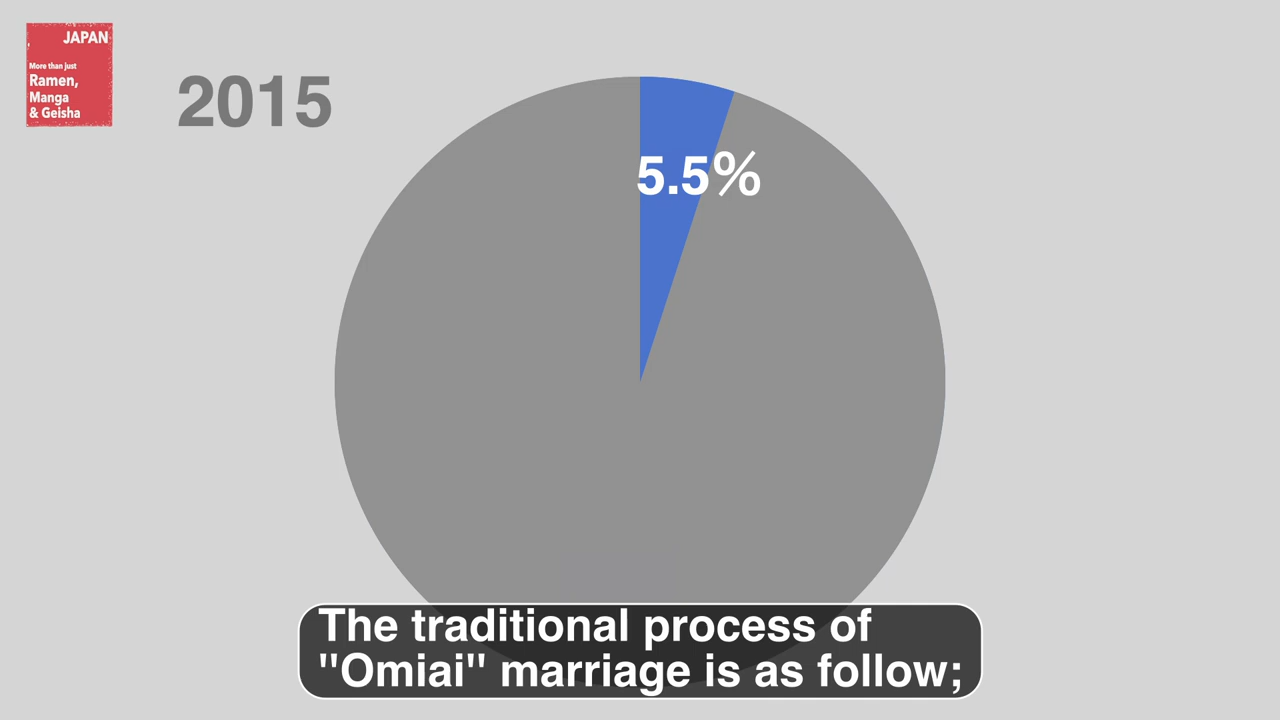 JAPAN
More than just
Ramen,
Manga
& Geisha
2015
5.5%
The traditional process of
"Omiai" marriage is as follow;